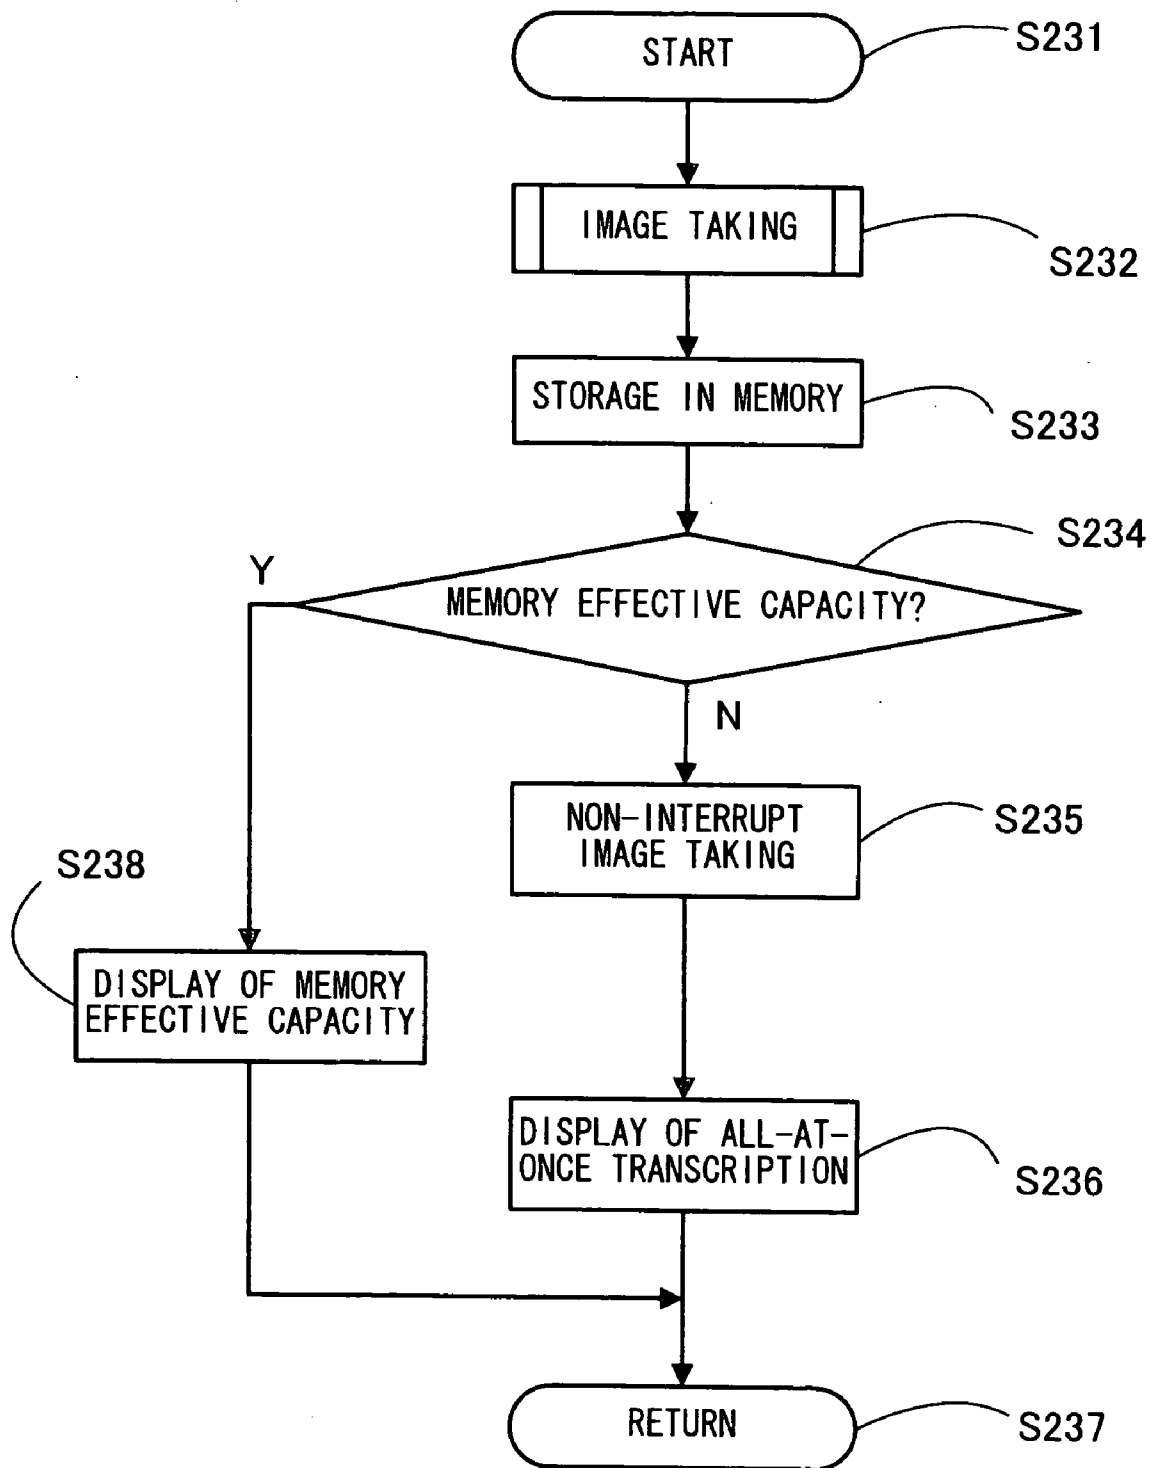 START
S231
IMAGE TAKING
S232
STORAGE IN MEMORY
S233
S234
Y
MEMORY EFFECTIVE CAPACITY?
N
NON-INTERRUPT
IMAGE TAKING
S235
S238
DISPLAY OF MEMORY
EFFECTIVE CAPACITY
DISPLAY OF ALL-AT-
ONCE TRANSCRIPTION
S236
RETURN
S237